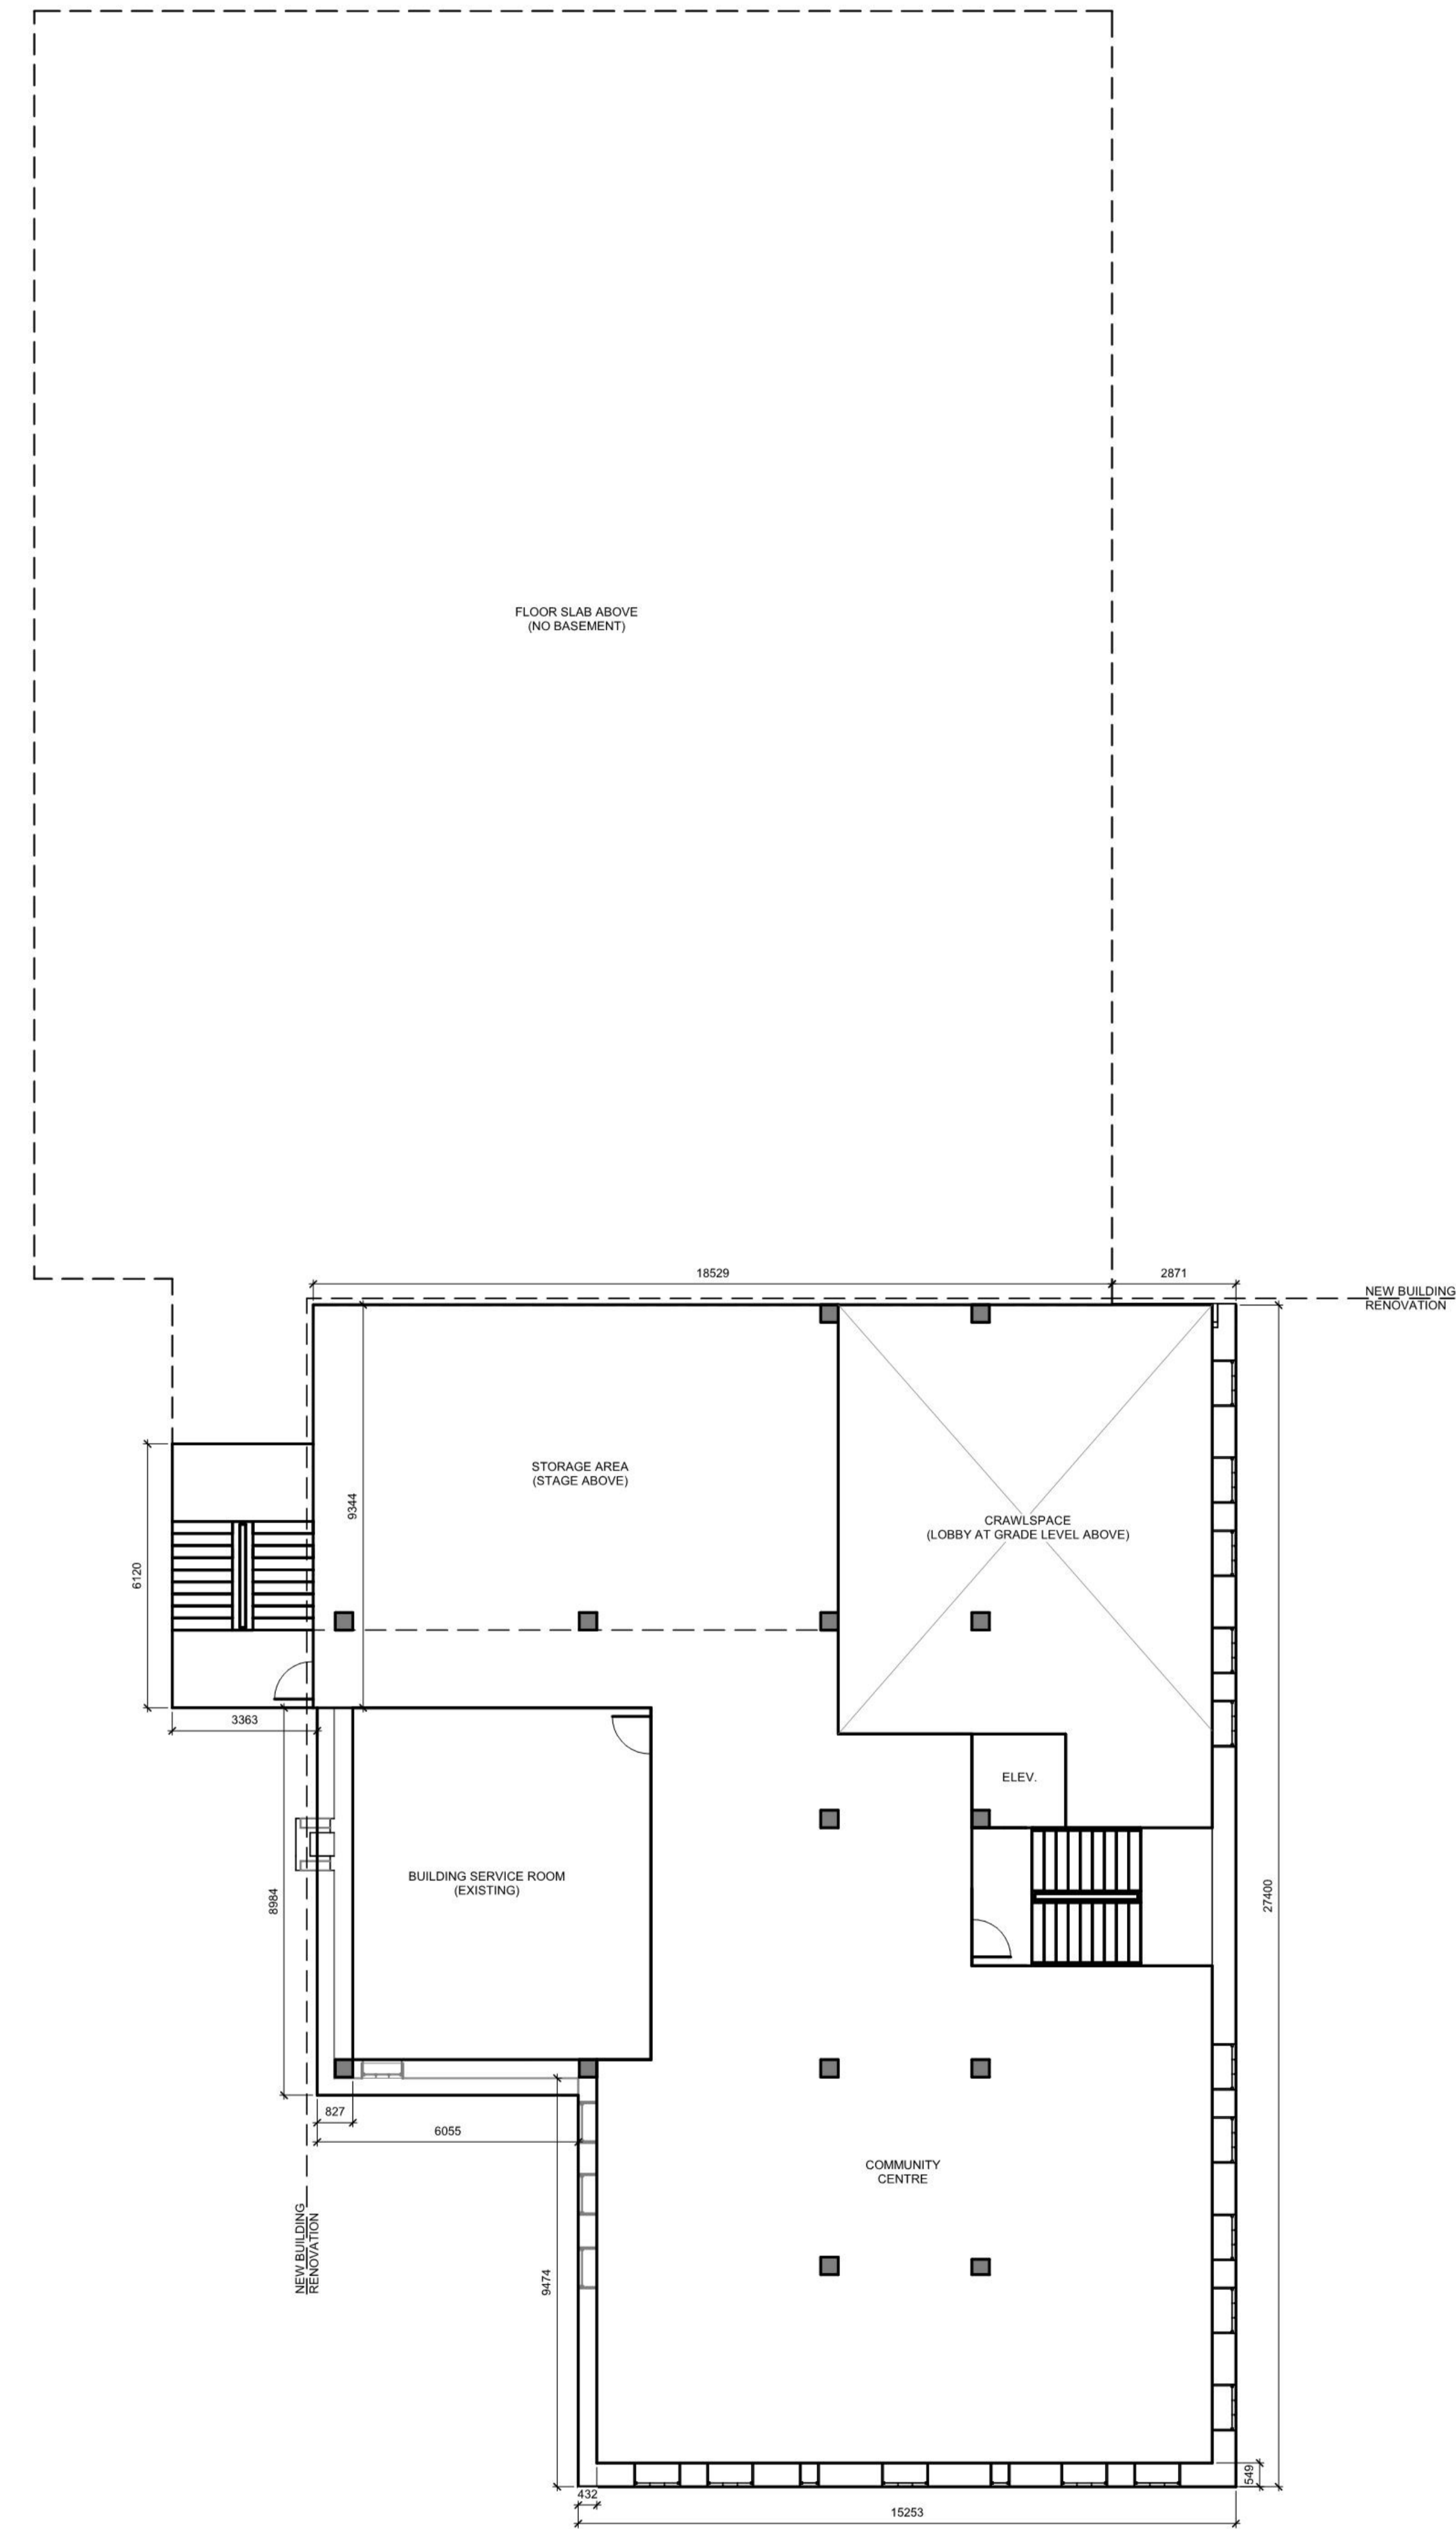 FLOOR SLAB ABOVE
(NO BASEMENT)
18529
2871
NEW BUILDING
RENOVATION
STORAGE AREA
(STAGE ABOVE)
9344
CRAWLSPACE
(LOBBY AT GRADE LEVEL ABOVE)
6120
3363
ELEV.
BUILDING SERVICE ROOM
(EXISTING)
8984
27400
827
6055
COMMUNITY
CENTRE
NEW BUILDING
RENOVATION
9474
549
432
15253